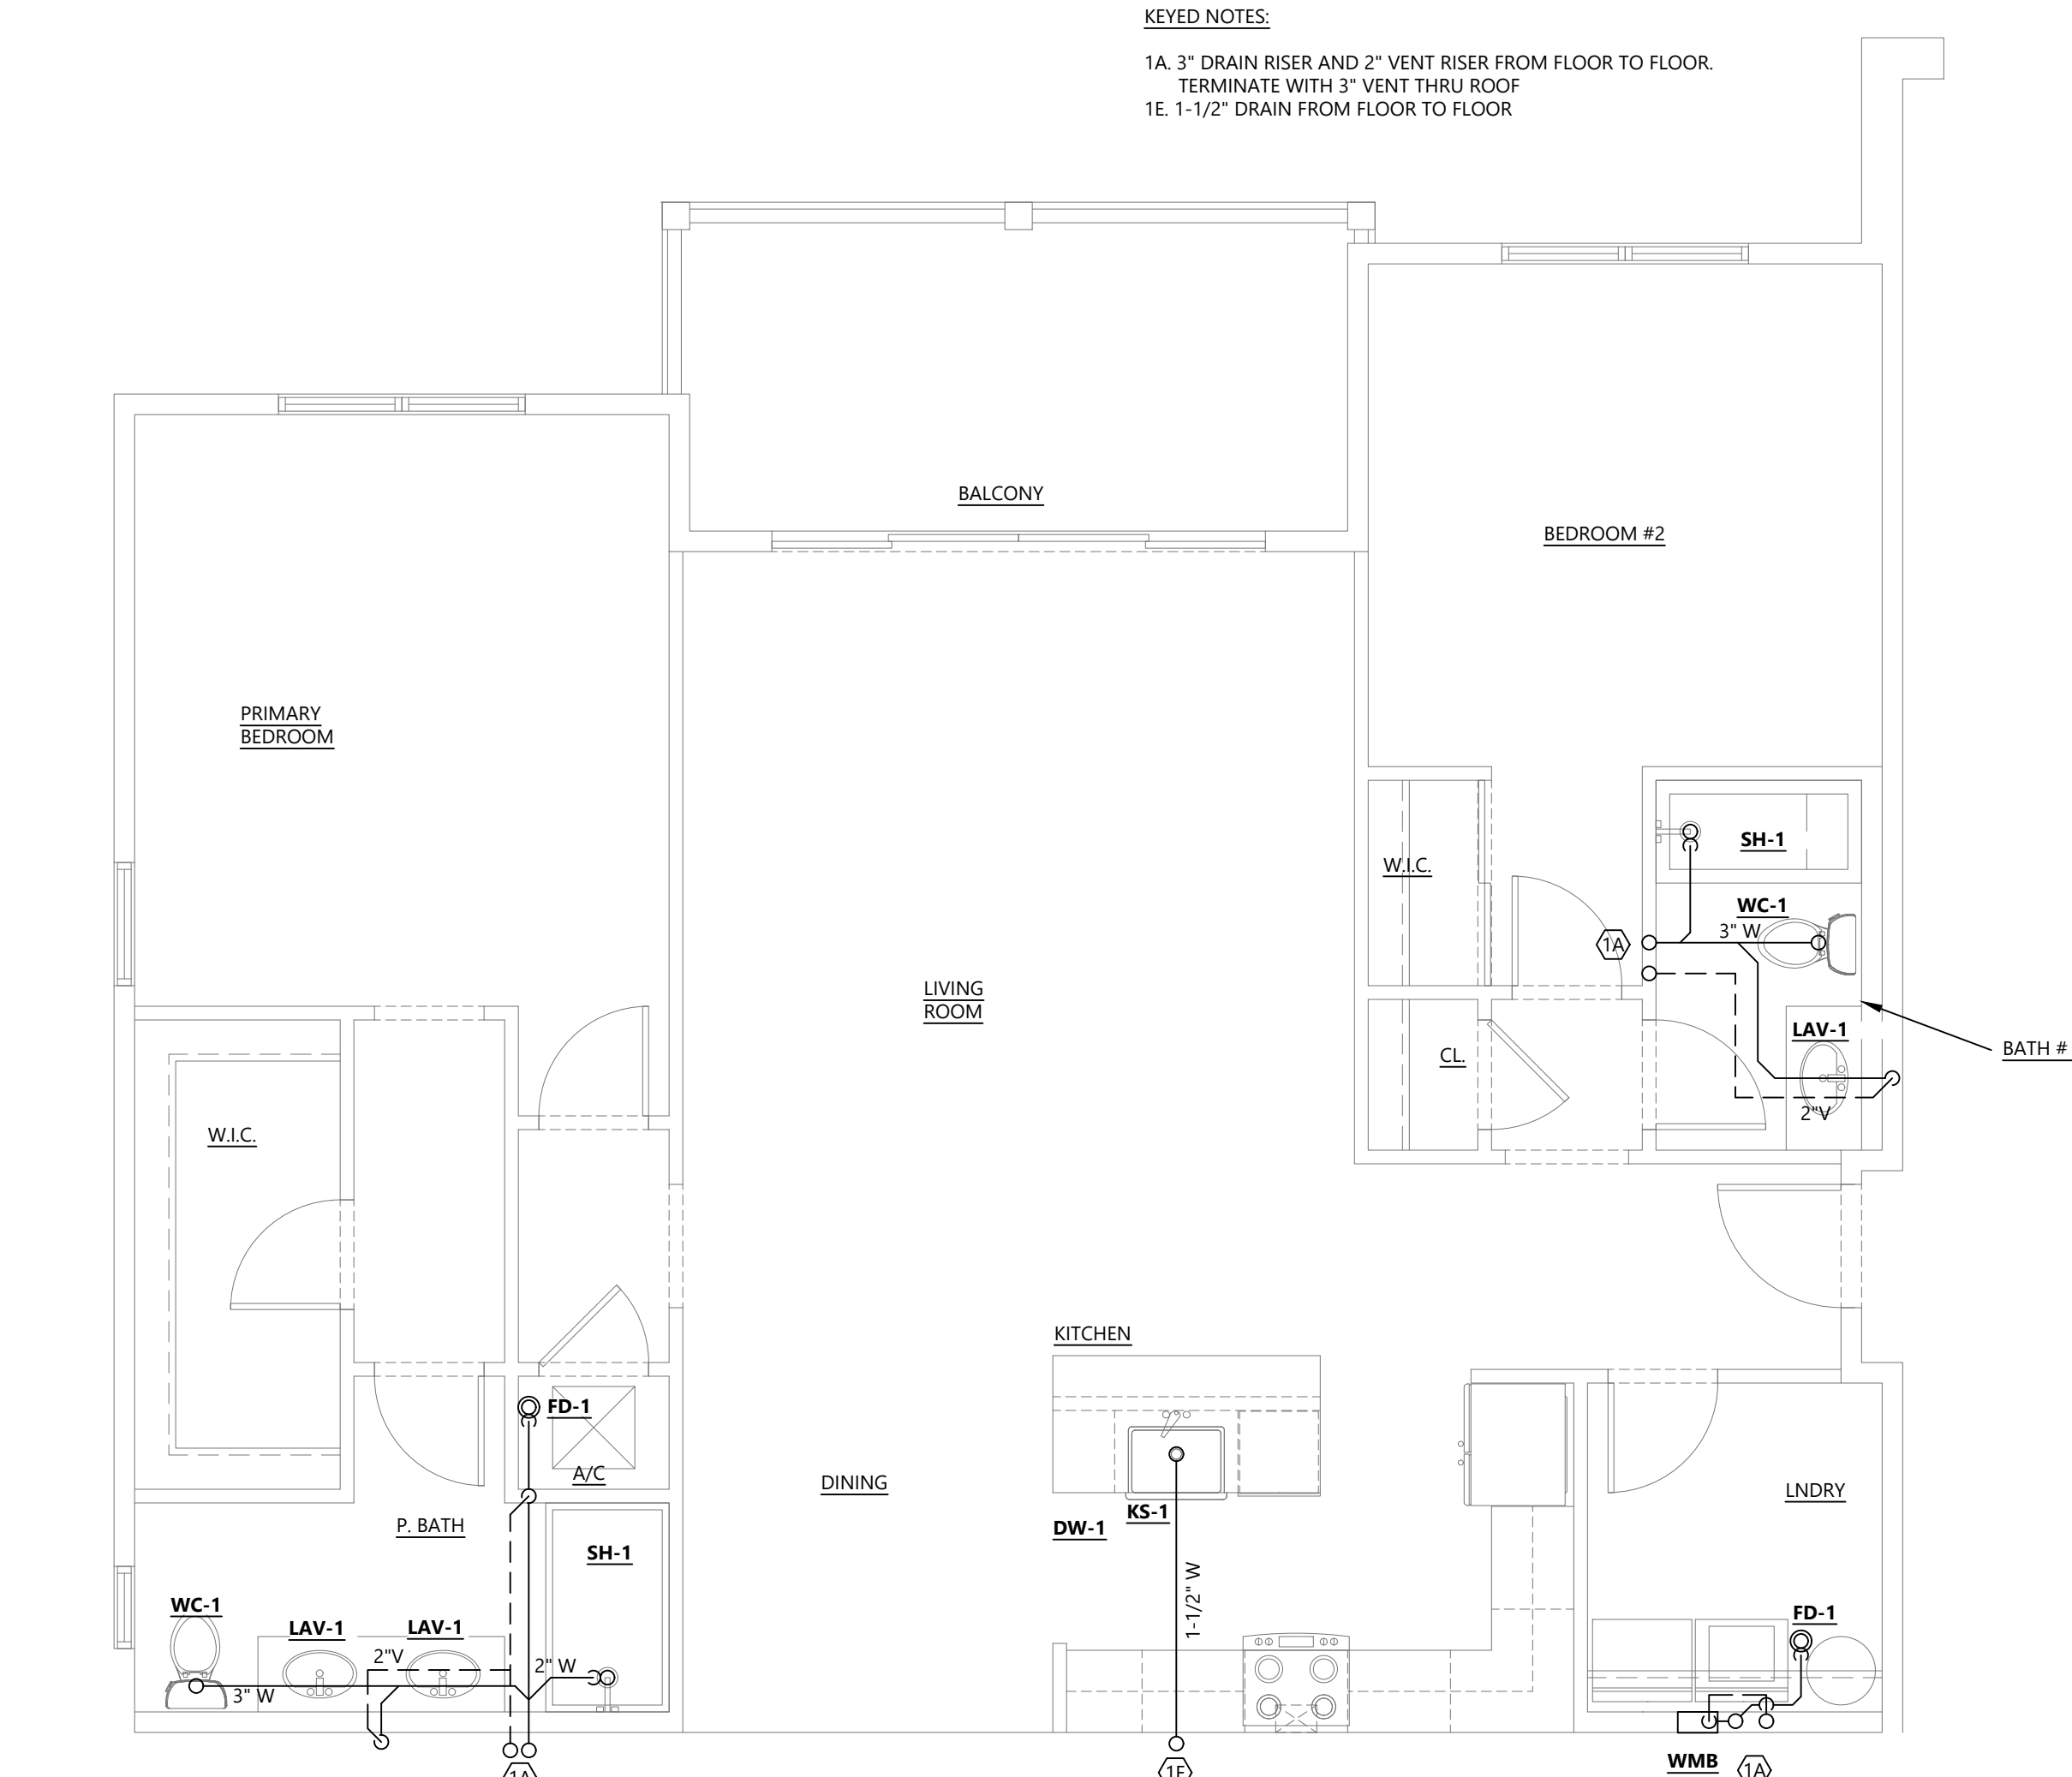 KEYED NOTES:
1A. 3" DRAIN RISER AND 2" VENT RISER FROM FLOOR TO FLOOR.
TERMINATE WITH 3" VENT THRU ROOF
1E. 1-1/2" DRAIN FROM FLOOR TO FLOOR
BALCONY
BEDROOM #2
PRIMARY
BEDROOM
SH-1
W.I.C.
WC-1
3" W
1A
LIVING
ROOM
LAV-1
BATH #
CL.
2"V
W.I.C.
KITCHEN
FD-1
A/C
DINING
LNDRY
KS-1
DW-1
P. BATH
SH-1
1-1/2" W
WC-1
LAV-1
LAV-1
FD-1
2"V
2" W
3" W
WMB
1A
1A
1E